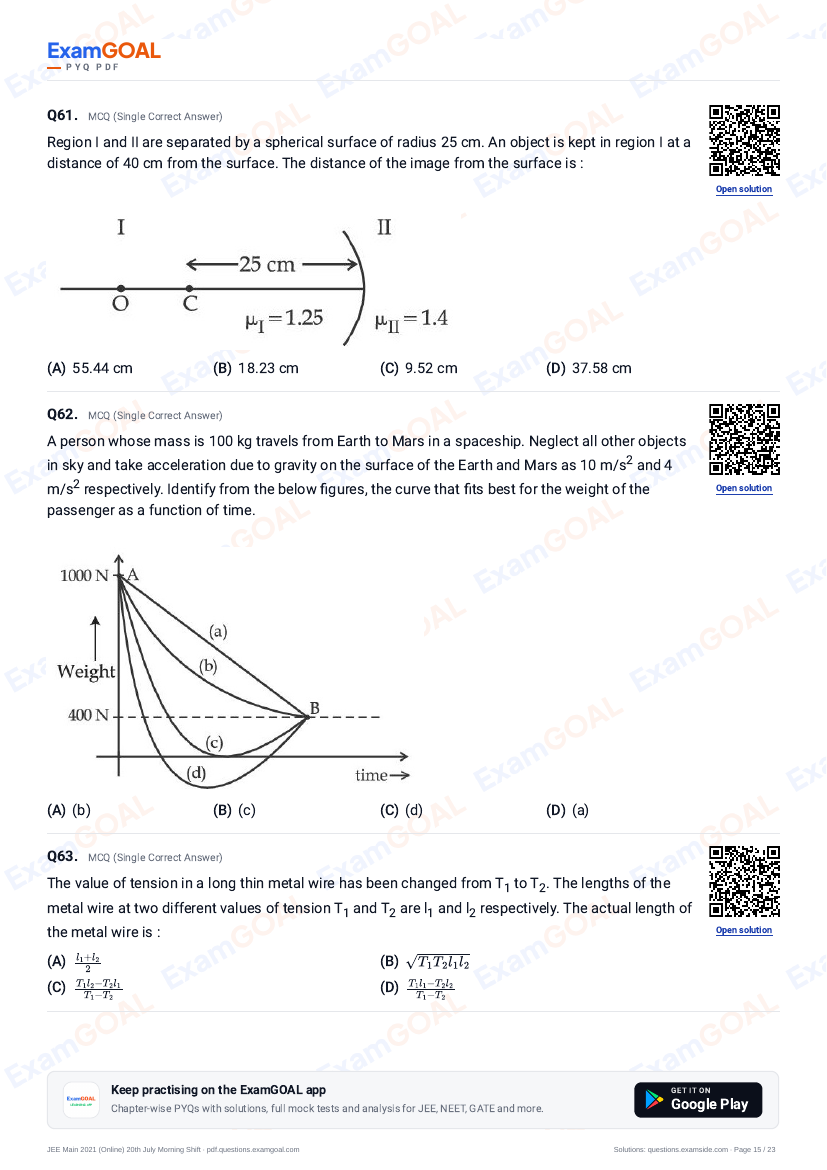 ExamGOAL
PYQ PDF
Q61. MCQ (Single Correct Answer)
Region I and II are separated by a spherical surface of radius 25 cm. An object is kept in region I at a
distance of 40 cm from the surface. The distance of the image from the surface is :
Open solution
I
II
25 cm
O
C
μI = 1.25
μII = 1.4
(A) 55.44 cm
(B) 18.23 cm
(C) 9.52 cm
(D) 37.58 cm
Q62. MCQ (Single Correct Answer)
A person whose mass is 100 kg travels from Earth to Mars in a spaceship. Neglect all other objects
in sky and take acceleration due to gravity on the surface of the Earth and Mars as 10 m/s² and 4
m/s² respectively. Identify from the below figures, the curve that fits best for the weight of the
passenger as a function of time.
Open solution
1000 N
A
(a)
(b)
Weight
400 N
B
(c)
(d)
time
(A) (b)
(B) (c)
(C) (d)
(D) (a)
Q63. MCQ (Single Correct Answer)
The value of tension in a long thin metal wire has been changed from T₁ to T₂. The lengths of the
metal wire at two different values of tension T₁ and T₂ are l₁ and l₂ respectively. The actual length of
the metal wire is :
Open solution
(A) (l₁+l₂)/2
(B) √(T₁T₂l₁l₂)
(C) (T₁l₂−T₂l₁)/(T₁−T₂)
(D) (T₁l₁−T₂l₂)/(T₁−T₂)
Keep practising on the ExamGOAL app
Chapter-wise PYQs with solutions, full mock tests and analysis for JEE, NEET, GATE and more.
GET IT ON
Google Play
JEE Main 2021 (Online) 20th July Morning Shift · pdf.questions.examgoal.com
Solutions: questions.examside.com · Page 15 / 23